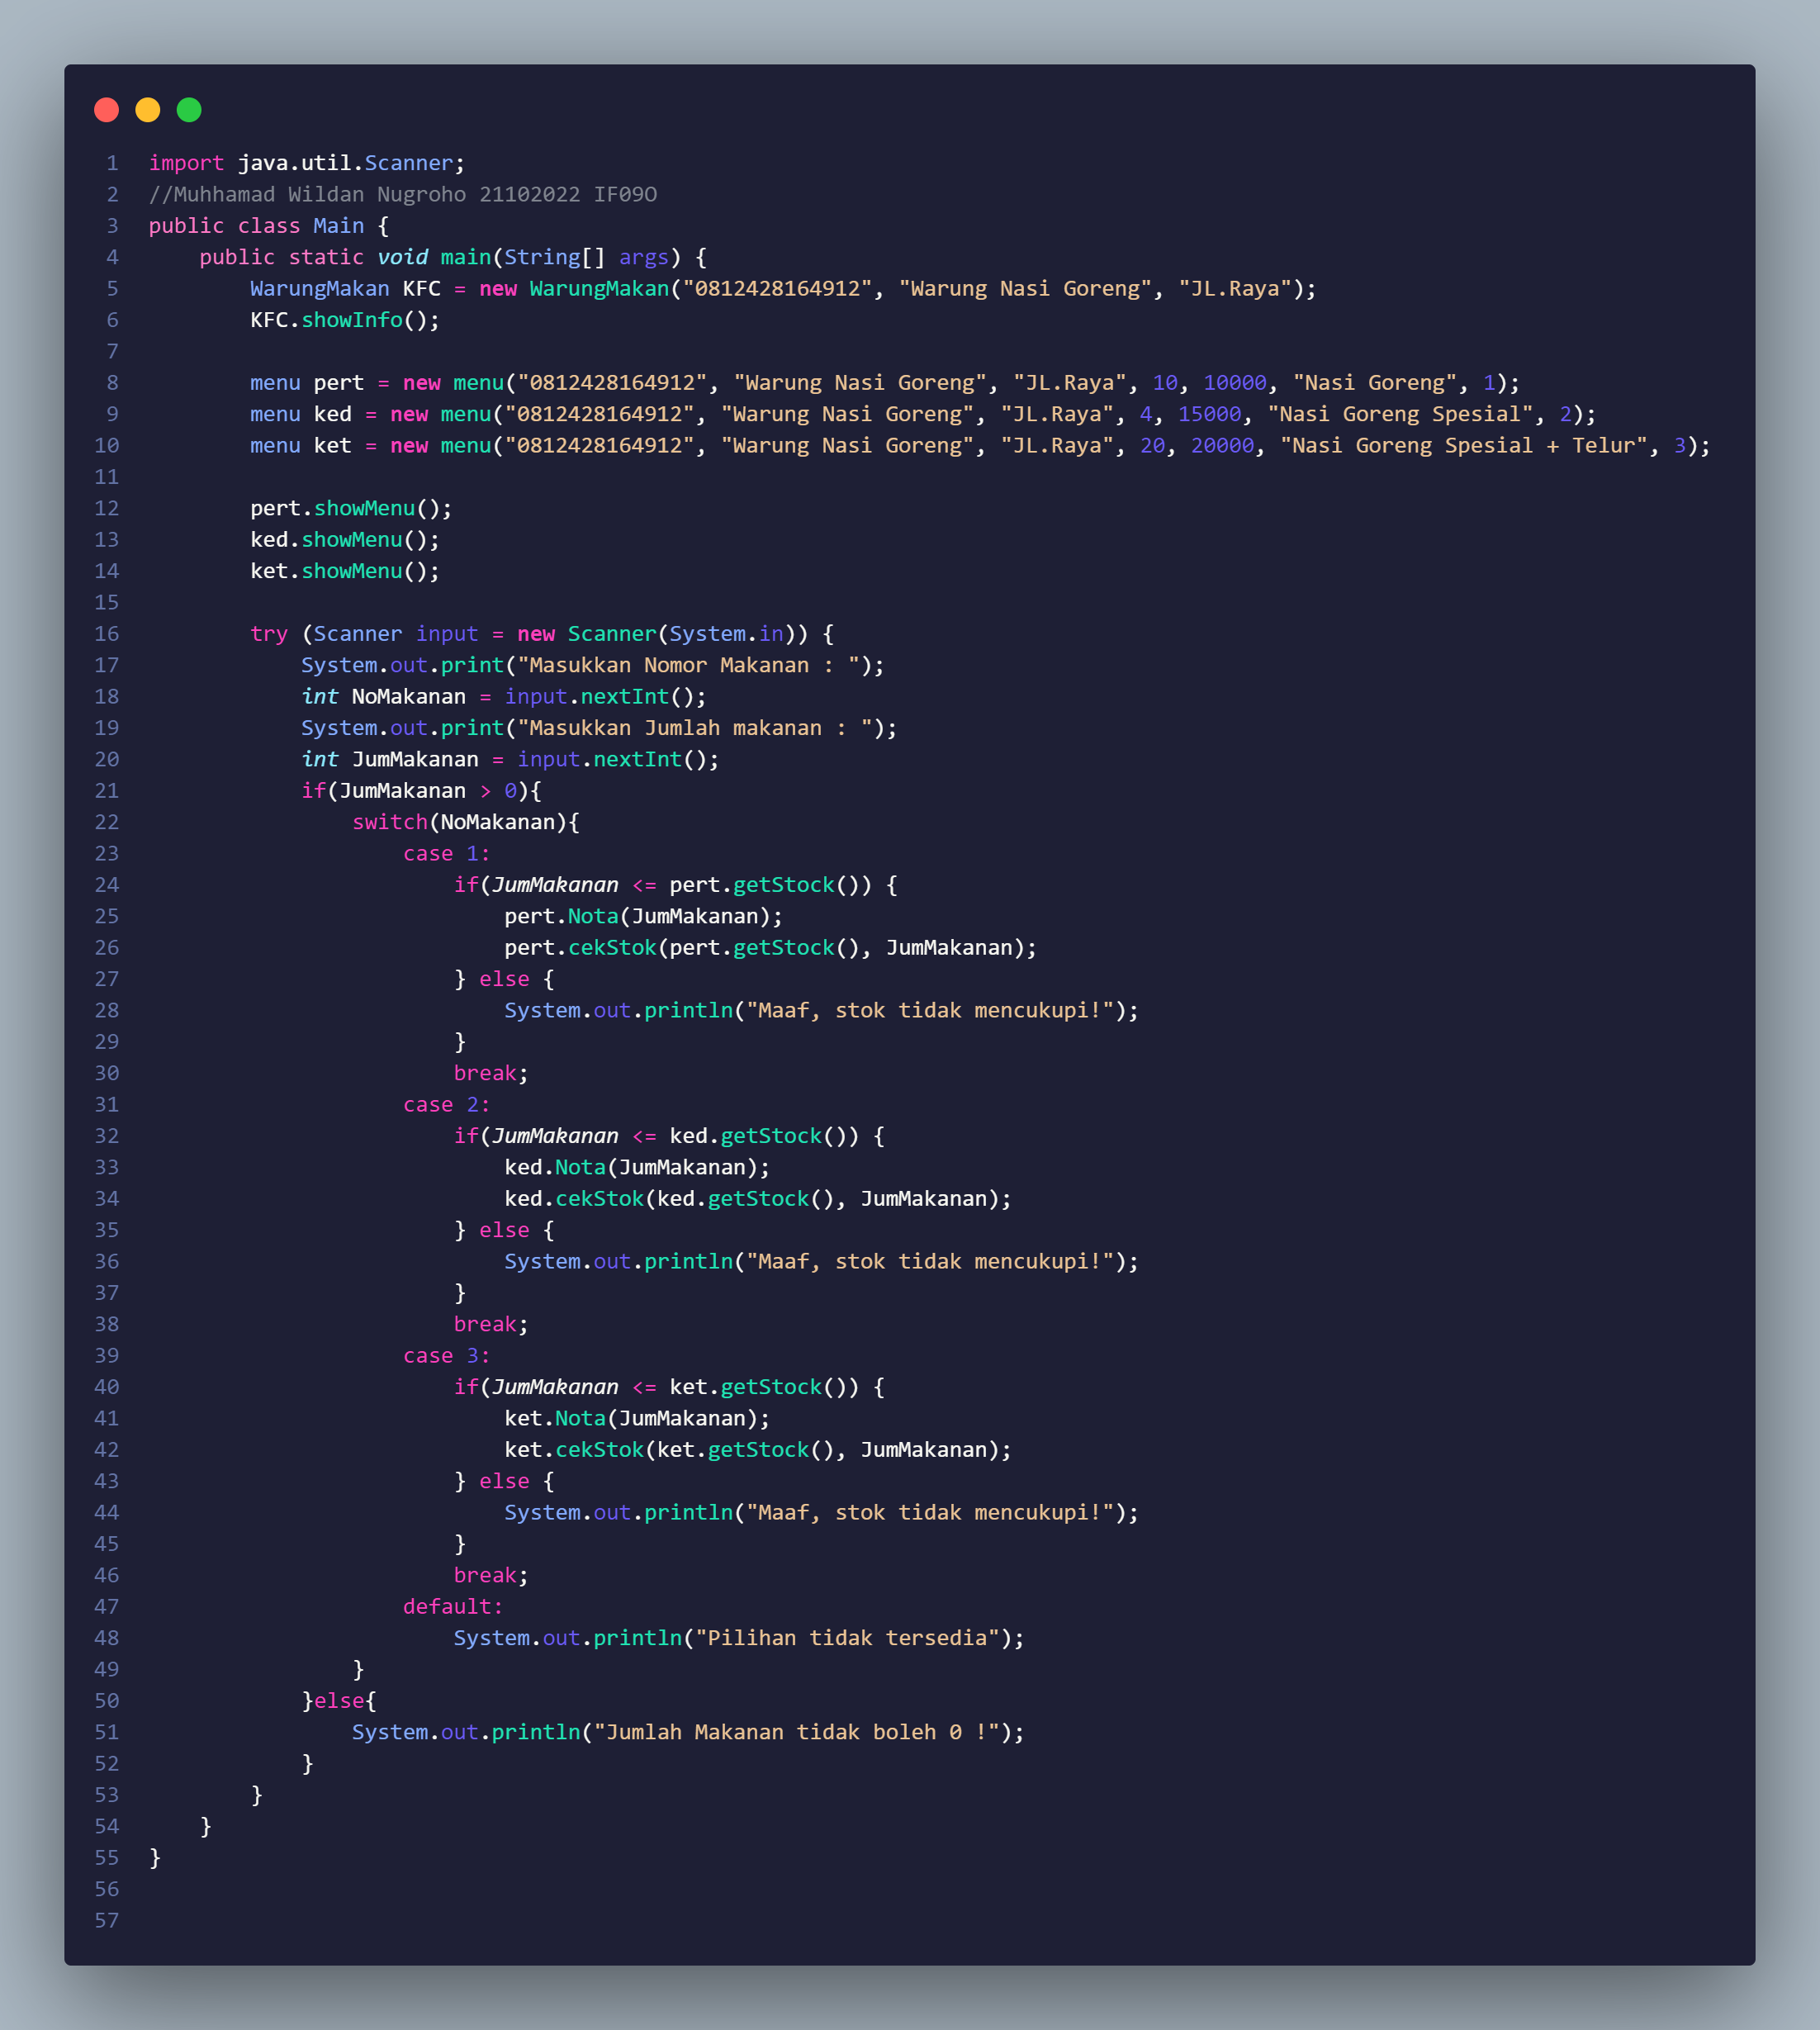 1 import java.util.Scanner;
2 //Muhhamad Wildan Nugroho 21102022 IF09O
3 public class Main {
4     public static void main(String[] args) {
5         WarungMakan KFC = new WarungMakan("0812428164912", "Warung Nasi Goreng", "JL.Raya");
6         KFC.showInfo();
7
8         menu pert = new menu("0812428164912", "Warung Nasi Goreng", "JL.Raya", 10, 10000, "Nasi Goreng", 1);
9         menu ked = new menu("0812428164912", "Warung Nasi Goreng", "JL.Raya", 4, 15000, "Nasi Goreng Spesial", 2);
10         menu ket = new menu("0812428164912", "Warung Nasi Goreng", "JL.Raya", 20, 20000, "Nasi Goreng Spesial + Telur", 3);
11
12         pert.showMenu();
13         ked.showMenu();
14         ket.showMenu();
15
16         try (Scanner input = new Scanner(System.in)) {
17             System.out.print("Masukkan Nomor Makanan : ");
18             int NoMakanan = input.nextInt();
19             System.out.print("Masukkan Jumlah makanan : ");
20             int JumMakanan = input.nextInt();
21             if(JumMakanan > 0){
22                 switch(NoMakanan){
23                     case 1:
24                         if(JumMakanan <= pert.getStock()) {
25                             pert.Nota(JumMakanan);
26                             pert.cekStok(pert.getStock(), JumMakanan);
27                         } else {
28                             System.out.println("Maaf, stok tidak mencukupi!");
29                         }
30                         break;
31                     case 2:
32                         if(JumMakanan <= ked.getStock()) {
33                             ked.Nota(JumMakanan);
34                             ked.cekStok(ked.getStock(), JumMakanan);
35                         } else {
36                             System.out.println("Maaf, stok tidak mencukupi!");
37                         }
38                         break;
39                     case 3:
40                         if(JumMakanan <= ket.getStock()) {
41                             ket.Nota(JumMakanan);
42                             ket.cekStok(ket.getStock(), JumMakanan);
43                         } else {
44                             System.out.println("Maaf, stok tidak mencukupi!");
45                         }
46                         break;
47                     default:
48                         System.out.println("Pilihan tidak tersedia");
49                 }
50             }else{
51                 System.out.println("Jumlah Makanan tidak boleh 0 !");
52             }
53         }
54     }
55 }
56
57